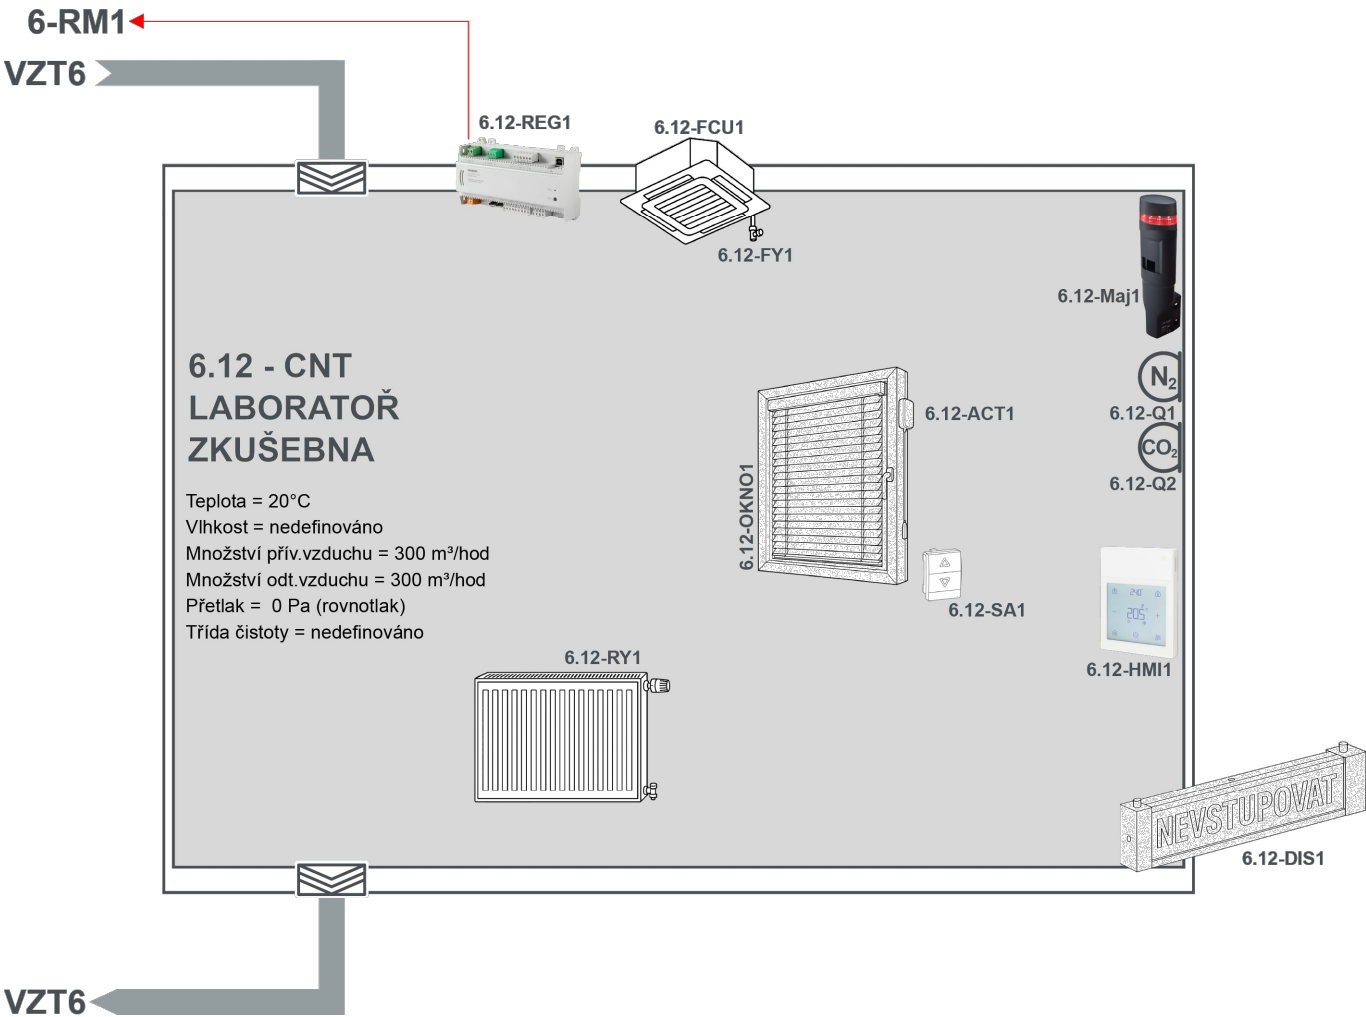 6-RM1
VZT6
6.12-REG1
6.12-FCU1
6.12-FY1
6.12-Maj1
N2
6.12-Q1
CO2
6.12-Q2
6.12 - CNT
LABORATOŘ
ZKUŠEBNA
6.12-ACT1
6.12-OKNO1
Teplota = 20°C
Vlhkost = nedefinováno
Množství přív.vzduchu = 300 m³/hod
Množství odt.vzduchu = 300 m³/hod
Přetlak = 0 Pa (rovnotlak)
Třída čistoty = nedefinováno
6.12-SA1
6.12-HMI1
6.12-RY1
NEVSTUPOVAT
6.12-DIS1
VZT6